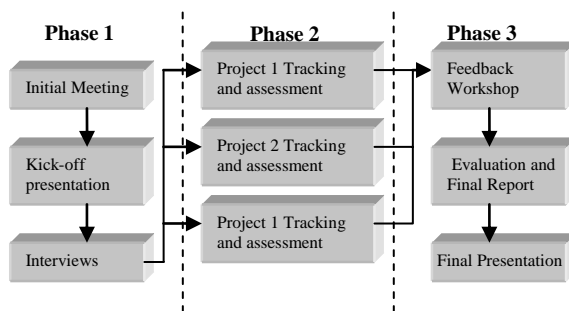 Phase 1
Initial Meeting
Kick-off
presentation
Interviews
Phase 2
Project 1 Tracking
and assessment
Project 2 Tracking
and assessment
Project 1 Tracking
and assessment
Phase 3
Feedback
Workshop
Evaluation and
Final Report
Final Presentation